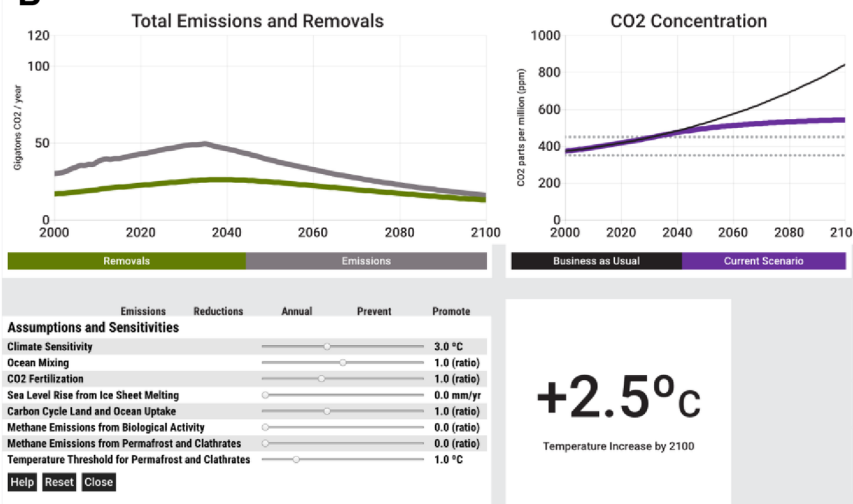 Total Emissions and Removals
120
100
50
0
Gigatons CO2 / year
2000 2020 2040 2060 2080 2100
Removals Emissions
CO2 Concentration
1000
800
600
400
200
0
CO2 parts per million (ppm)
2000 2020 2040 2060 2080 210
Business as Usual Current Scenario
Emissions Reductions Annual Prevent Promote
Assumptions and Sensitivities
Climate Sensitivity 3.0 ºC
Ocean Mixing 1.0 (ratio)
CO2 Fertilization 1.0 (ratio)
Sea Level Rise from Ice Sheet Melting 0.0 mm/yr
Carbon Cycle Land and Ocean Uptake 1.0 (ratio)
Methane Emissions from Biological Activity 0.0 (ratio)
Methane Emissions from Permafrost and Clathrates 0.0 (ratio)
Temperature Threshold for Permafrost and Clathrates 1.0 ºC
Help Reset Close
+2.5ºc
Temperature Increase by 2100